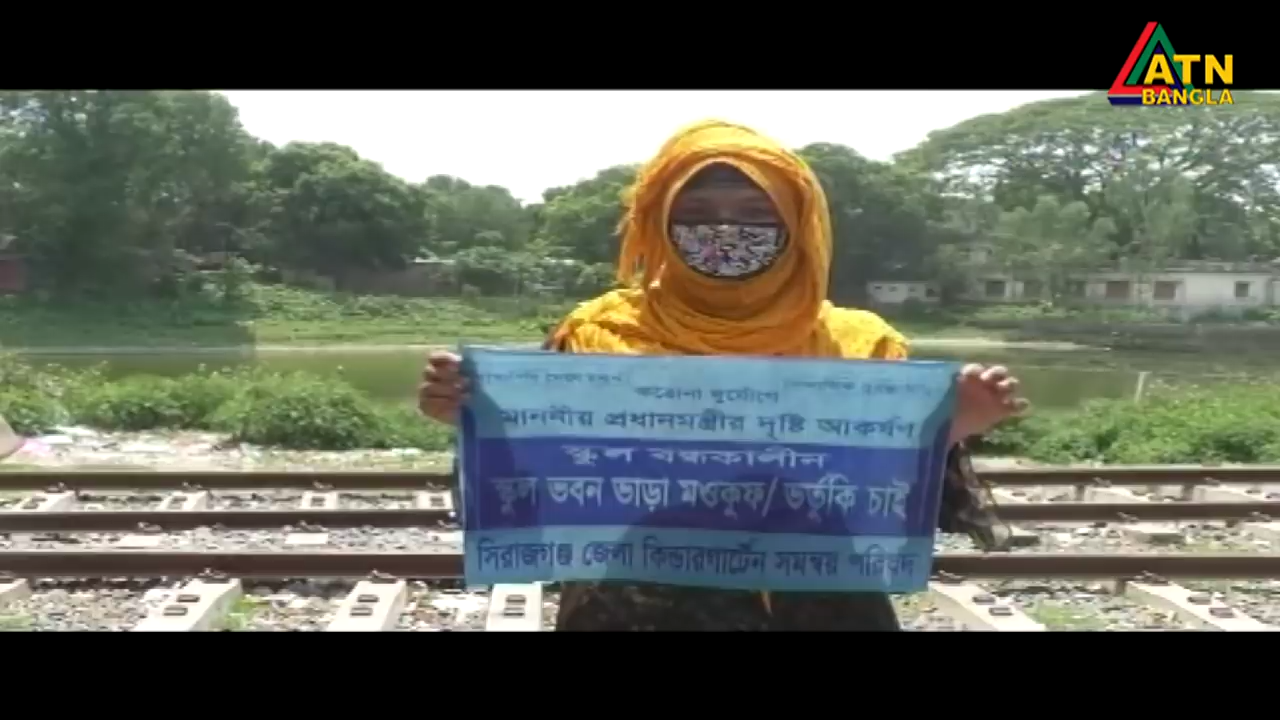 ATN
BANGLA
করোনা দুর্যোগে
মাননীয় প্রধানমন্ত্রীর দৃষ্টি আকর্ষণ
স্কুল বন্ধকালীন
স্কুল ভবন ভাড়া মওকুফ/ ভর্তুকি চাই
সিরাজগঞ্জ জেলা কিন্ডারগার্টেন সমন্বয় পরিষদ